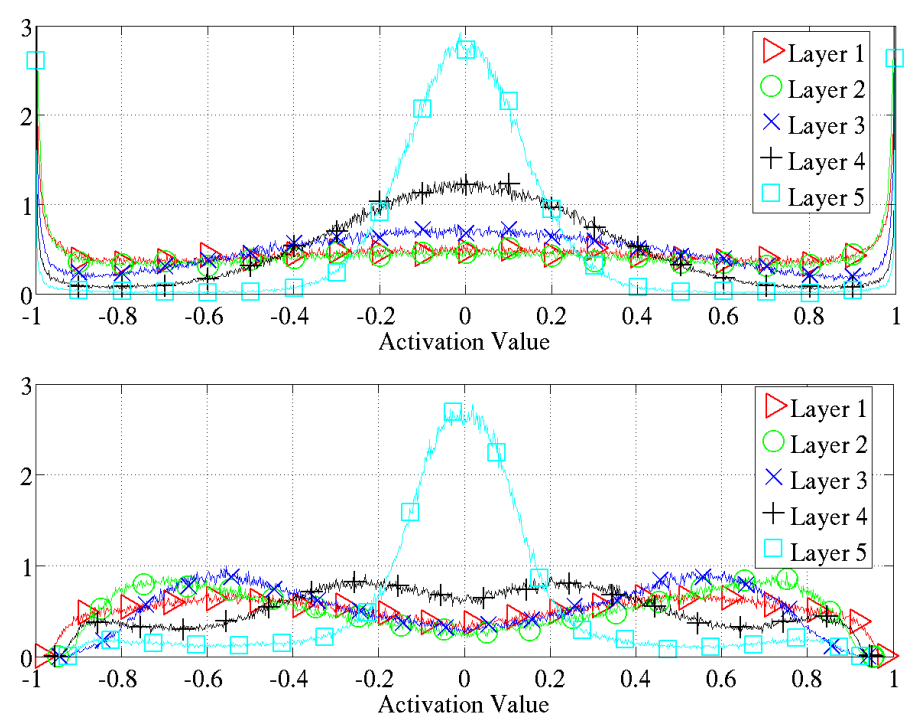 3
2
1
0
-1 -0.8 -0.6 -0.4 -0.2 0 0.2 0.4 0.6 0.8 1
Activation Value
Layer 1
Layer 2
Layer 3
Layer 4
Layer 5
3
2
1
0
-1 -0.8 -0.6 -0.4 -0.2 0 0.2 0.4 0.6 0.8 1
Activation Value
Layer 1
Layer 2
Layer 3
Layer 4
Layer 5